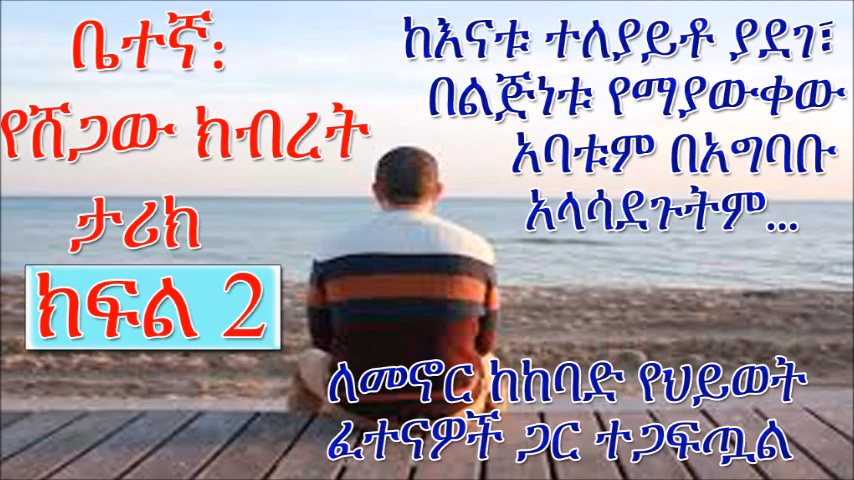 ቤተኛ:
የሸጋው ክብረት
ታሪክ
ክፍል 2
ከእናቱ ተለያይቶ ያደገ፣
በልጅነቱ የማያውቀው
አባቱም በአግባቡ
አላሳደጉትም...
ለመኖር ከከባድ የህይወት
ፈተናዎች ጋር ተጋፍጧል